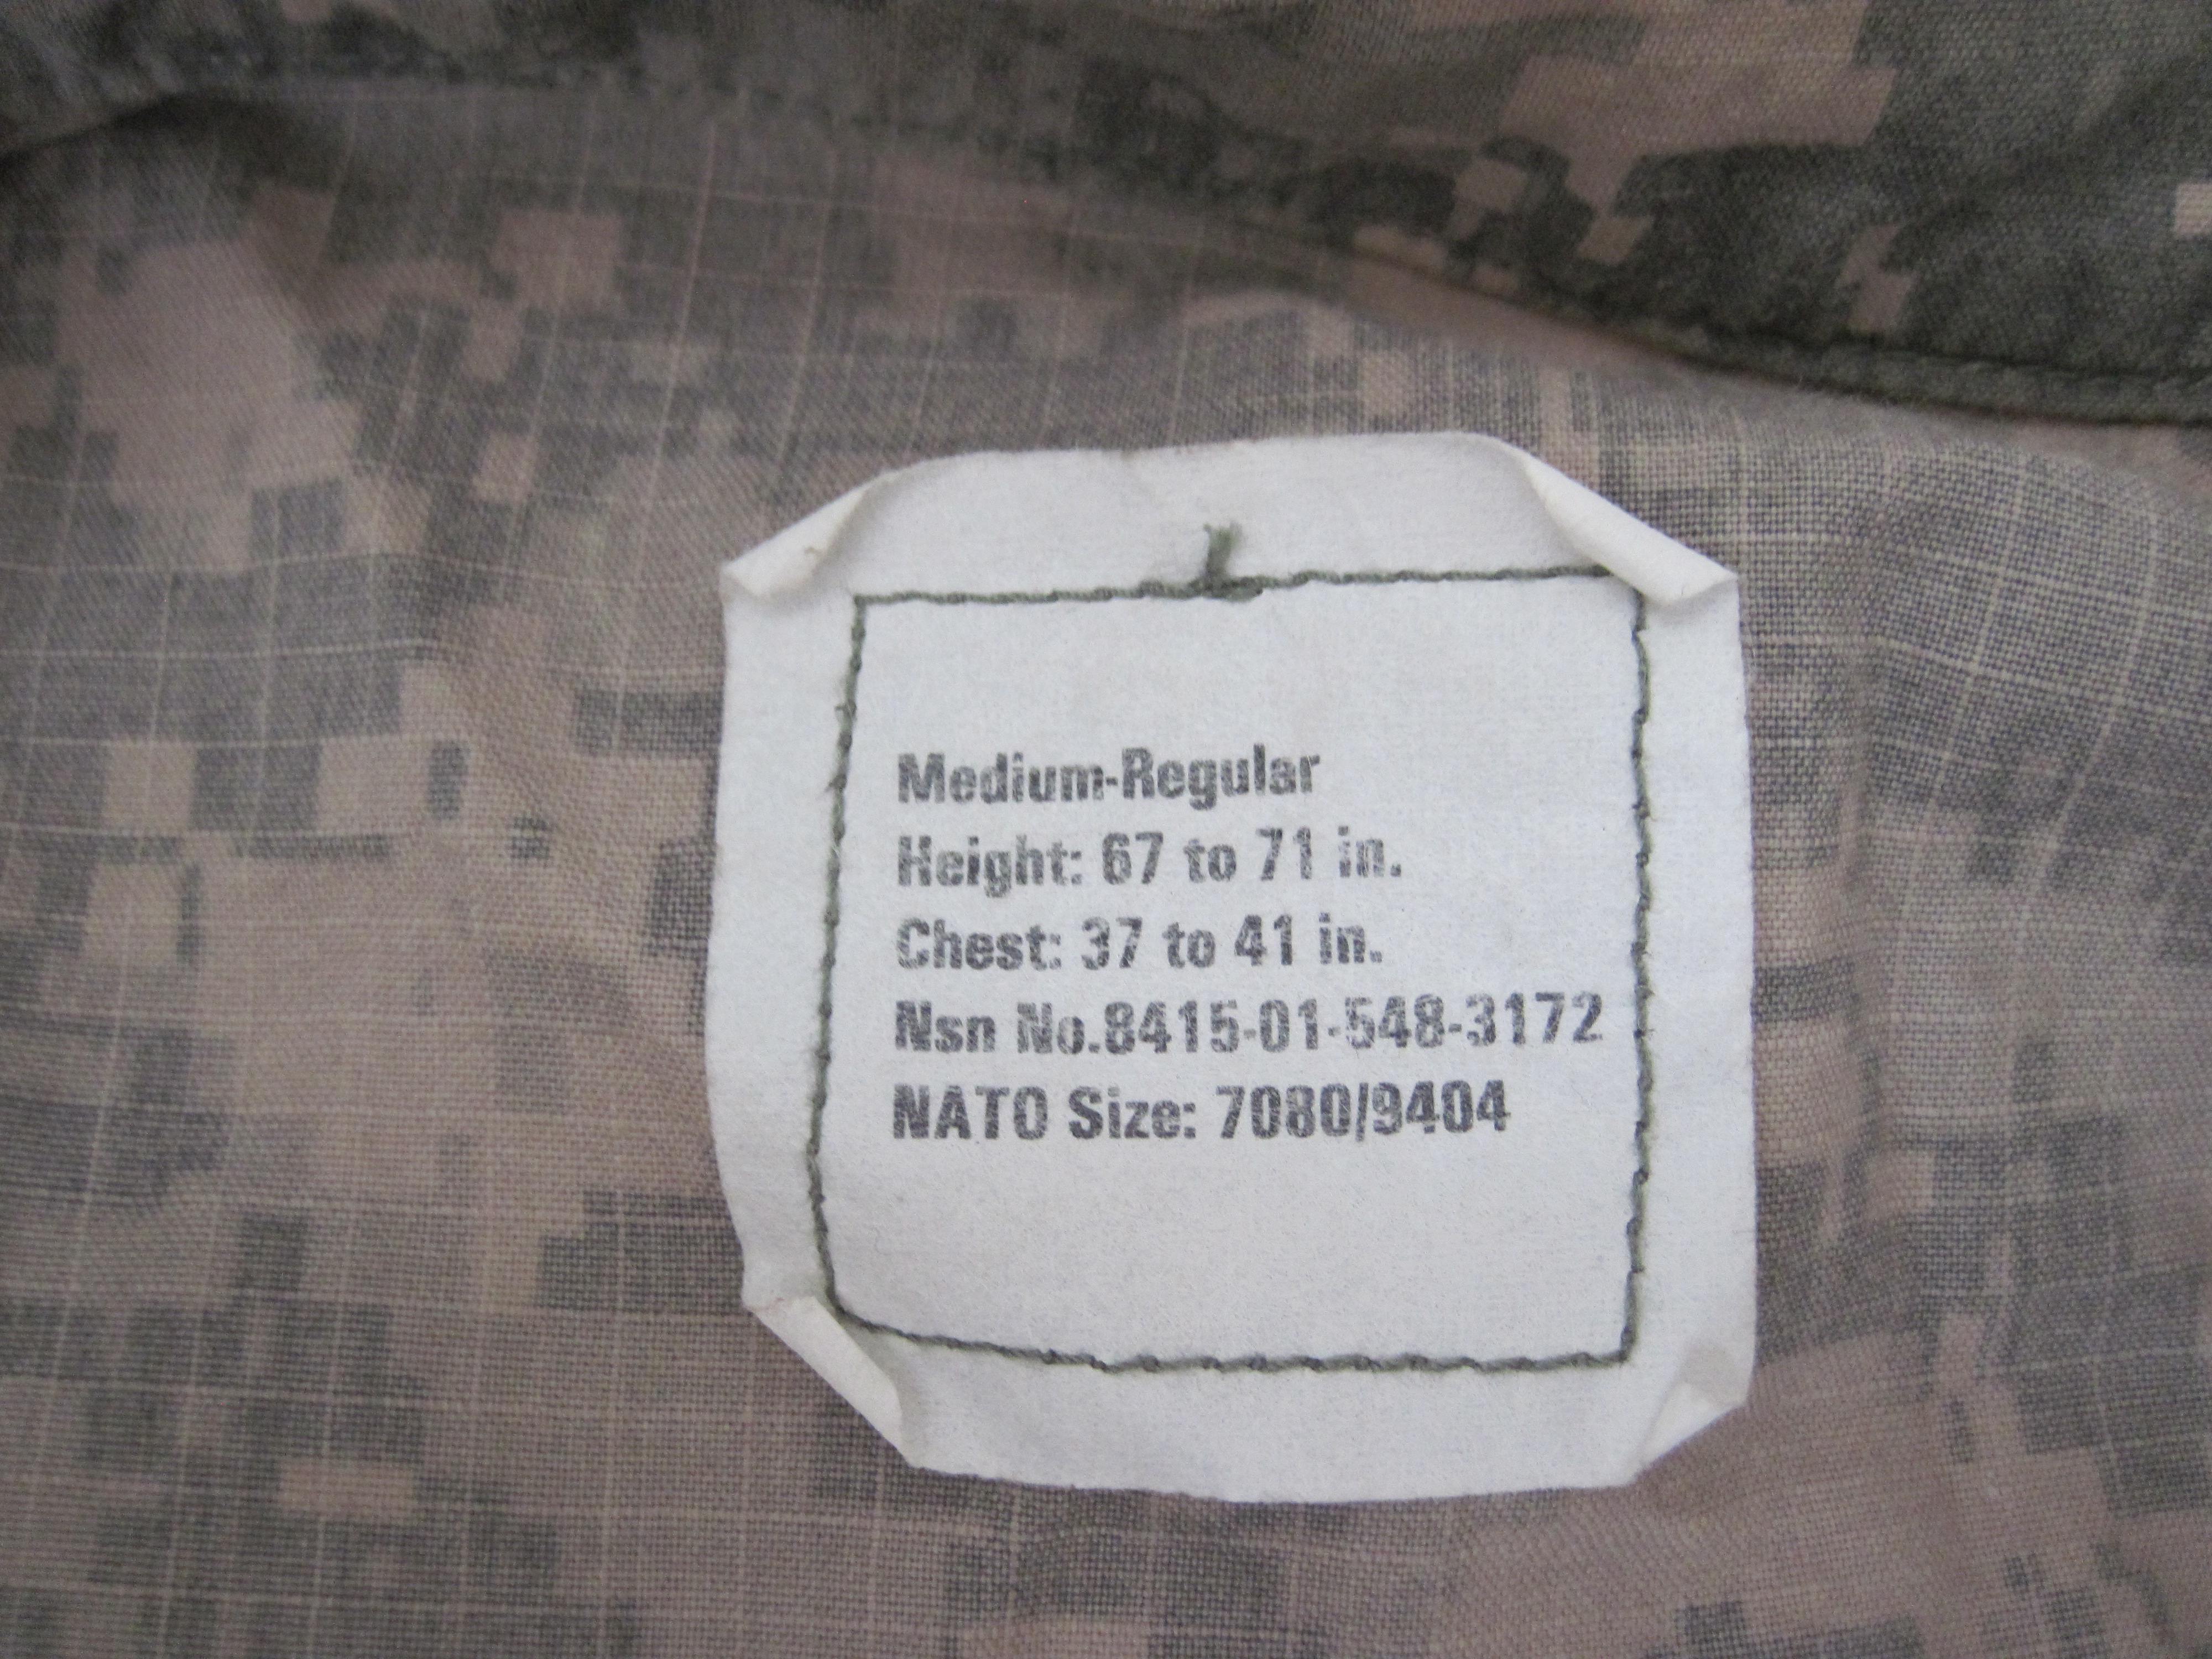 Medium-Regular
Height: 67 to 71 in.
Chest: 37 to 41 in.
Nsn No.8415-01-548-3172
NATO Size: 7080/9404